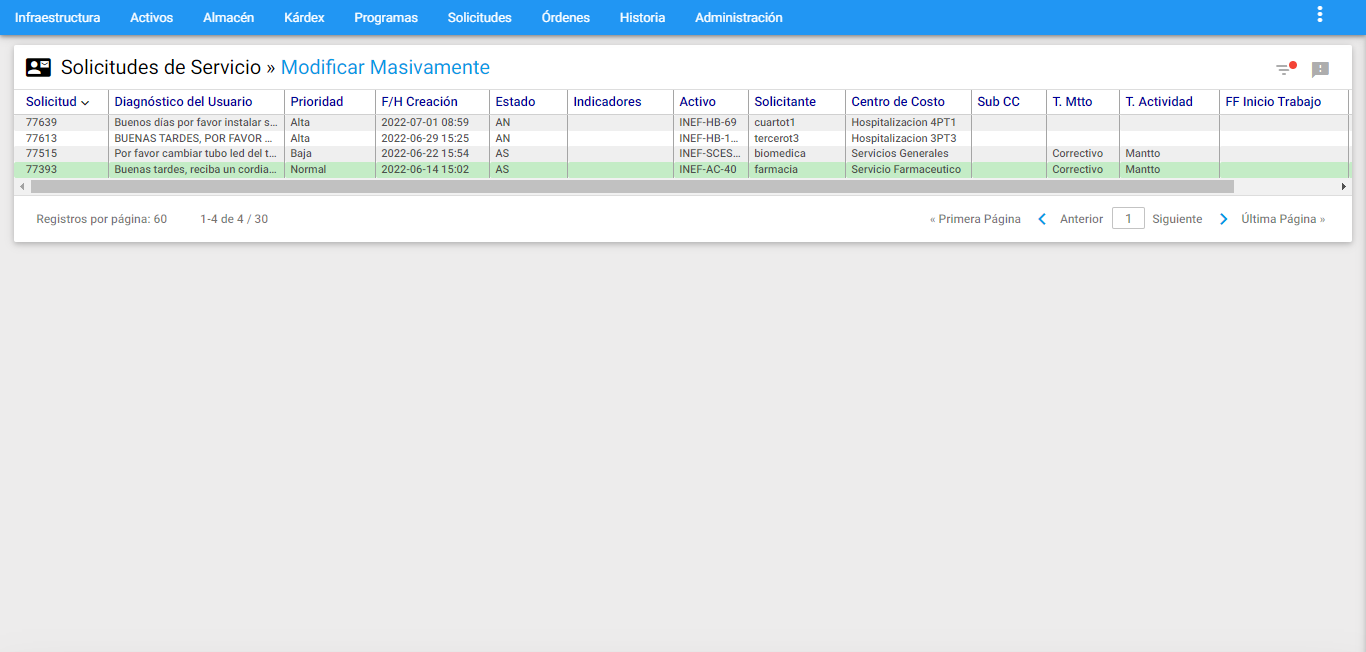 Infraestructura Activos Almacén Kárdex Programas Solicitudes Órdenes Historia Administración
Solicitudes de Servicio » Modificar Masivamente
Solicitud Diagnóstico del Usuario Prioridad F/H Creación Estado Indicadores Activo Solicitante Centro de Costo Sub CC T. Mtto T. Actividad FF Inicio Trabajo
77639 Buenos días por favor instalar s... Alta 2022-07-01 08:59 AN INEF-HB-69 cuartot1 Hospitalizacion 4PT1
77613 BUENAS TARDES, POR FAVOR ... Alta 2022-06-29 15:25 AN INEF-HB-1... tercerot3 Hospitalizacion 3PT3
77515 Por favor cambiar tubo led del t... Baja 2022-06-22 15:54 AS INEF-SCES... biomedica Servicios Generales Correctivo Mantto
77393 Buenas tardes, reciba un cordia... Normal 2022-06-14 15:02 AS INEF-AC-40 farmacia Servicio Farmaceutico Correctivo Mantto
Registros por página: 60 1-4 de 4 / 30 « Primera Página Anterior 1 Siguiente Última Página »